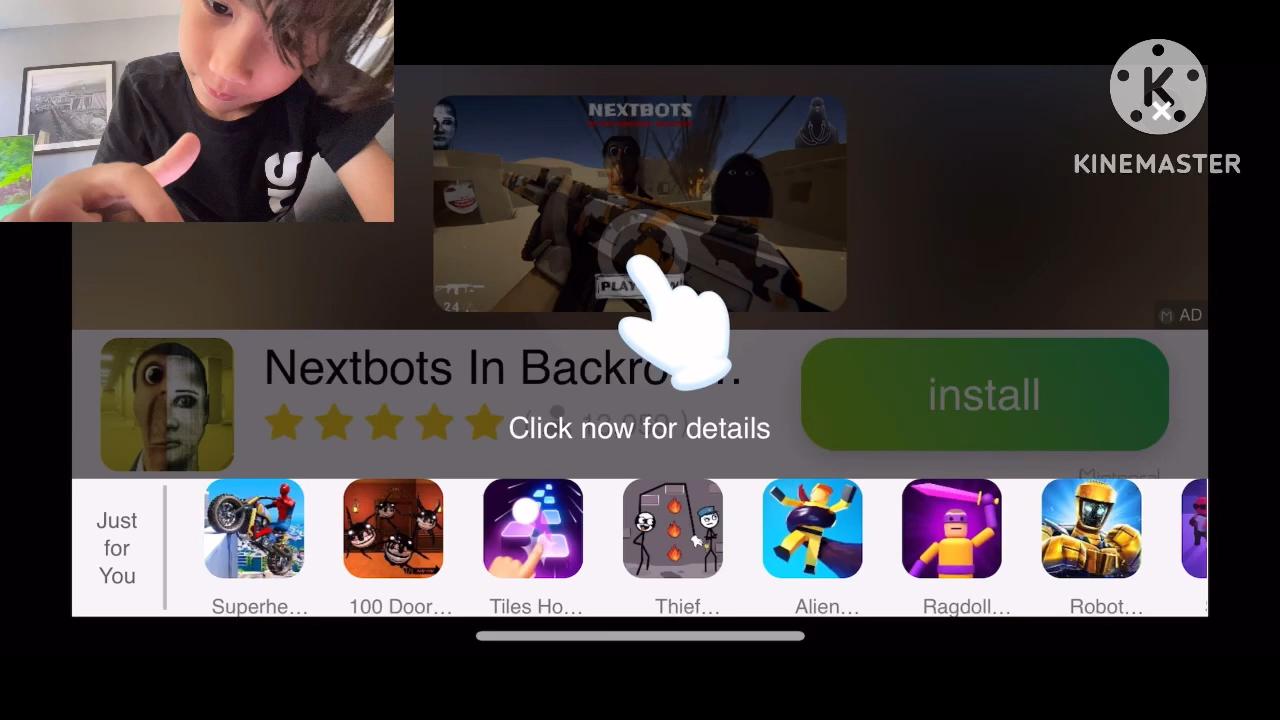 NEXTBOTS
KINEMASTER
24
AD
Nextbots In Backro...
install
Click now for details
Just
for
You
Superhe...
100 Door...
Tiles Ho...
Thief...
Alien...
Ragdoll...
Robot...